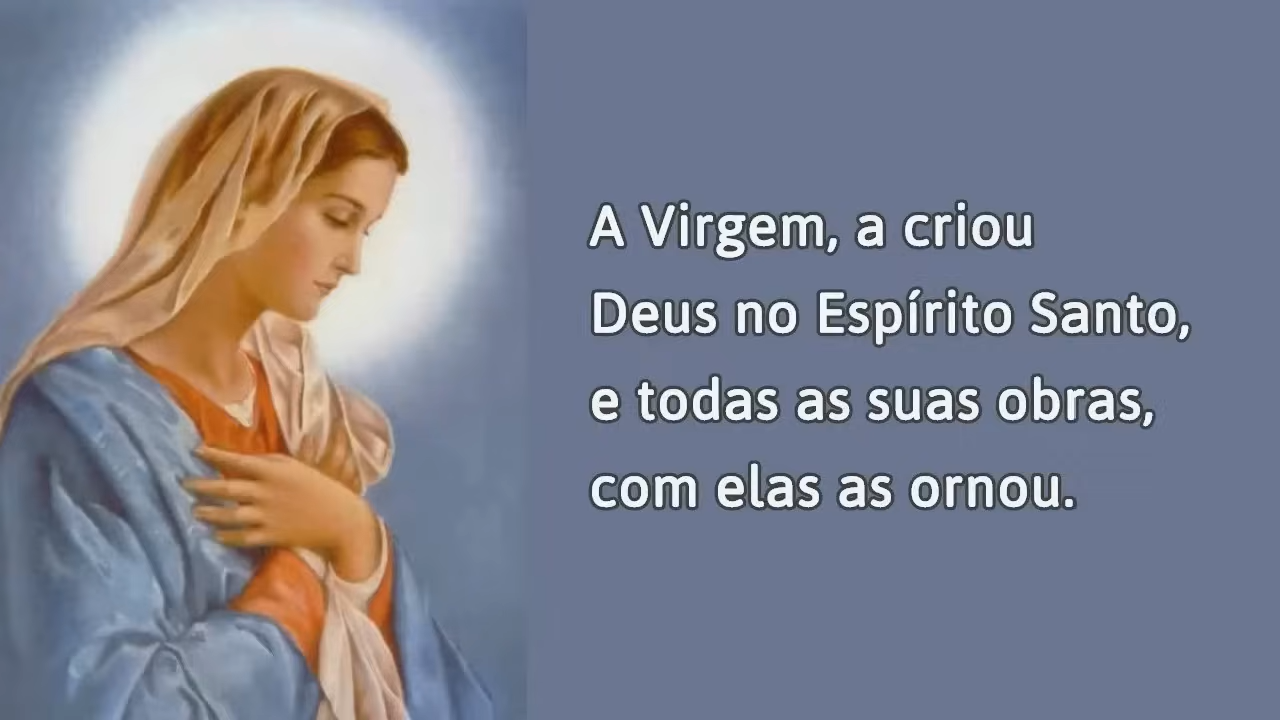 A Virgem, a criou
Deus no Espírito Santo,
e todas as suas obras,
com elas as ornou.